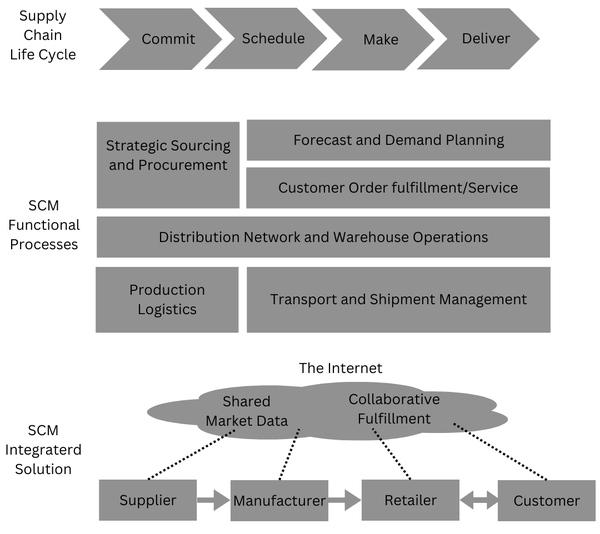 Supply
Chain
Life Cycle
Commit
Schedule
Make
Deliver
SCM
Functional
Processes
Strategic Sourcing
and Procurement
Forecast and Demand Planning
Customer Order fulfillment/Service
Distribution Network and Warehouse Operations
Production
Logistics
Transport and Shipment Management
SCM
Integraterd
Solution
The Internet
Shared
Market Data
Collaborative
Fulfillment
Supplier
Manufacturer
Retailer
Customer